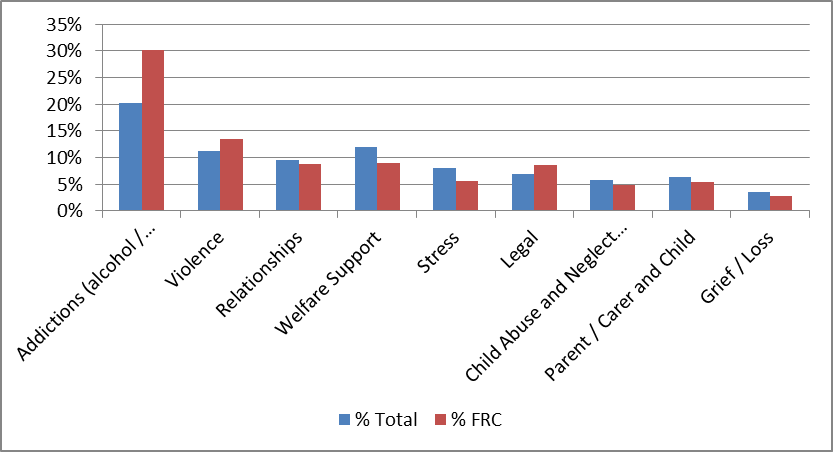 35%
30%
25%
20%
15%
10%
5%
0%
Addictions (alcohol /...
Violence
Relationships
Welfare Support
Stress
Legal
Child Abuse and Neglect...
Parent / Carer and Child
Grief / Loss
% Total
% FRC